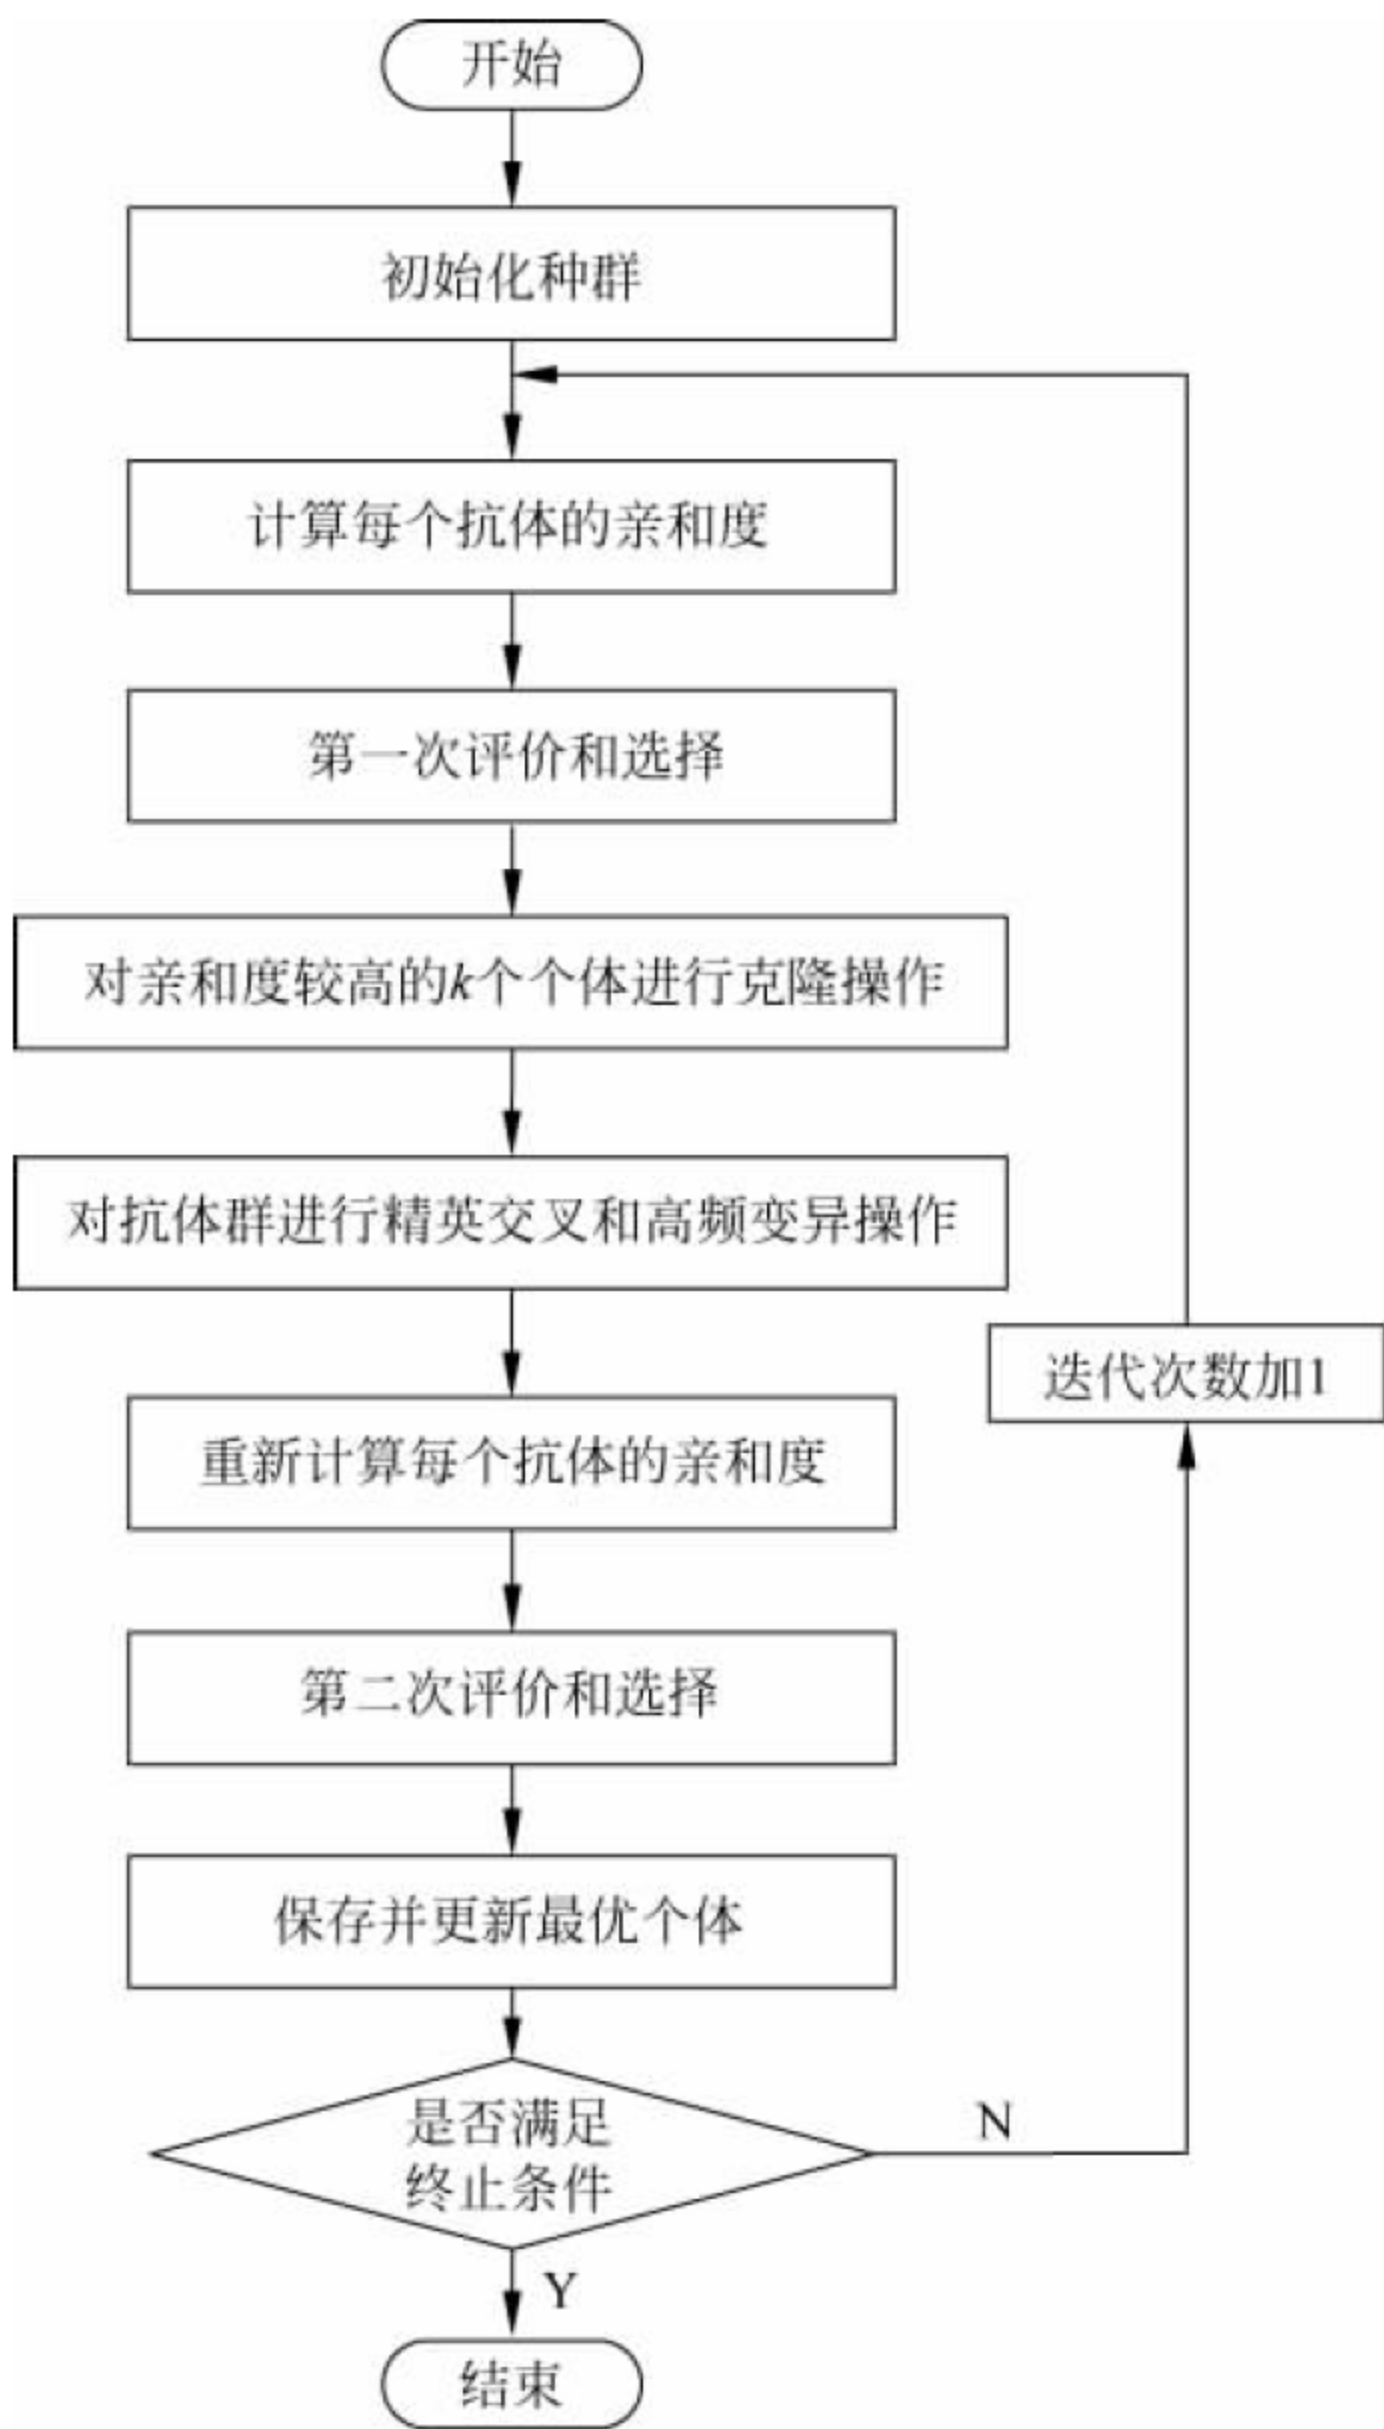 开始
初始化种群
计算每个抗体的亲和度
第一次评价和选择
对亲和度较高的k个个体进行克隆操作
对抗体群进行精英交叉和高频变异操作
迭代次数加1
重新计算每个抗体的亲和度
第二次评价和选择
保存并更新最优个体
是否满足
终止条件
N
Y
结束